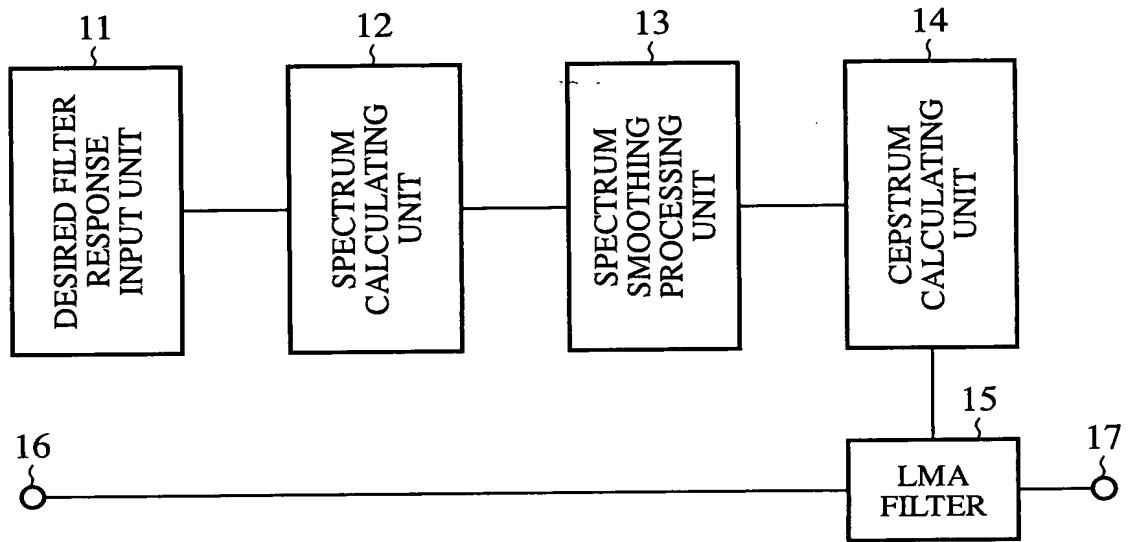 11
12
13
14
DESIRED FILTER
RESPONSE
INPUT UNIT
SPECTRUM
CALCULATING
UNIT
SPECTRUM
SMOOTHING
PROCESSING
UNIT
CEPSTRUM
CALCULATING
UNIT
15
16
17
LMA
FILTER